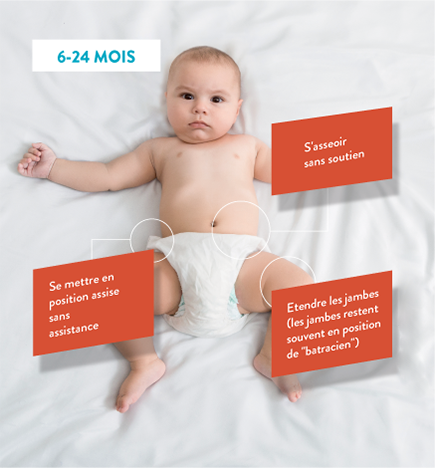 6-24 MOIS
S'asseoir
sans soutien
Se mettre en
position assise
sans
assistance
Etendre les jambes
(les jambes restent
souvent en position
de "batracien")